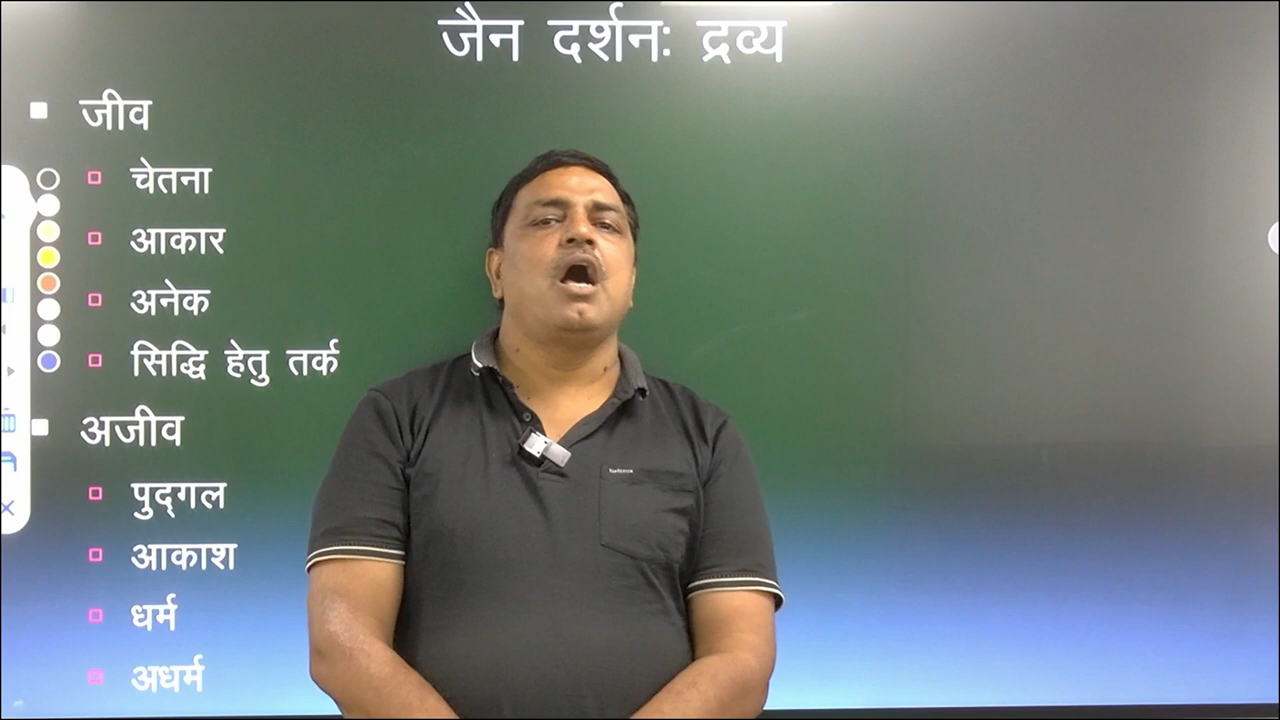 जैन दर्शनः द्रव्य
जीव
चेतना
आकार
अनेक
सिद्धि हेतु तर्क
अजीव
पुद्गल
आकाश
धर्म
अधर्म